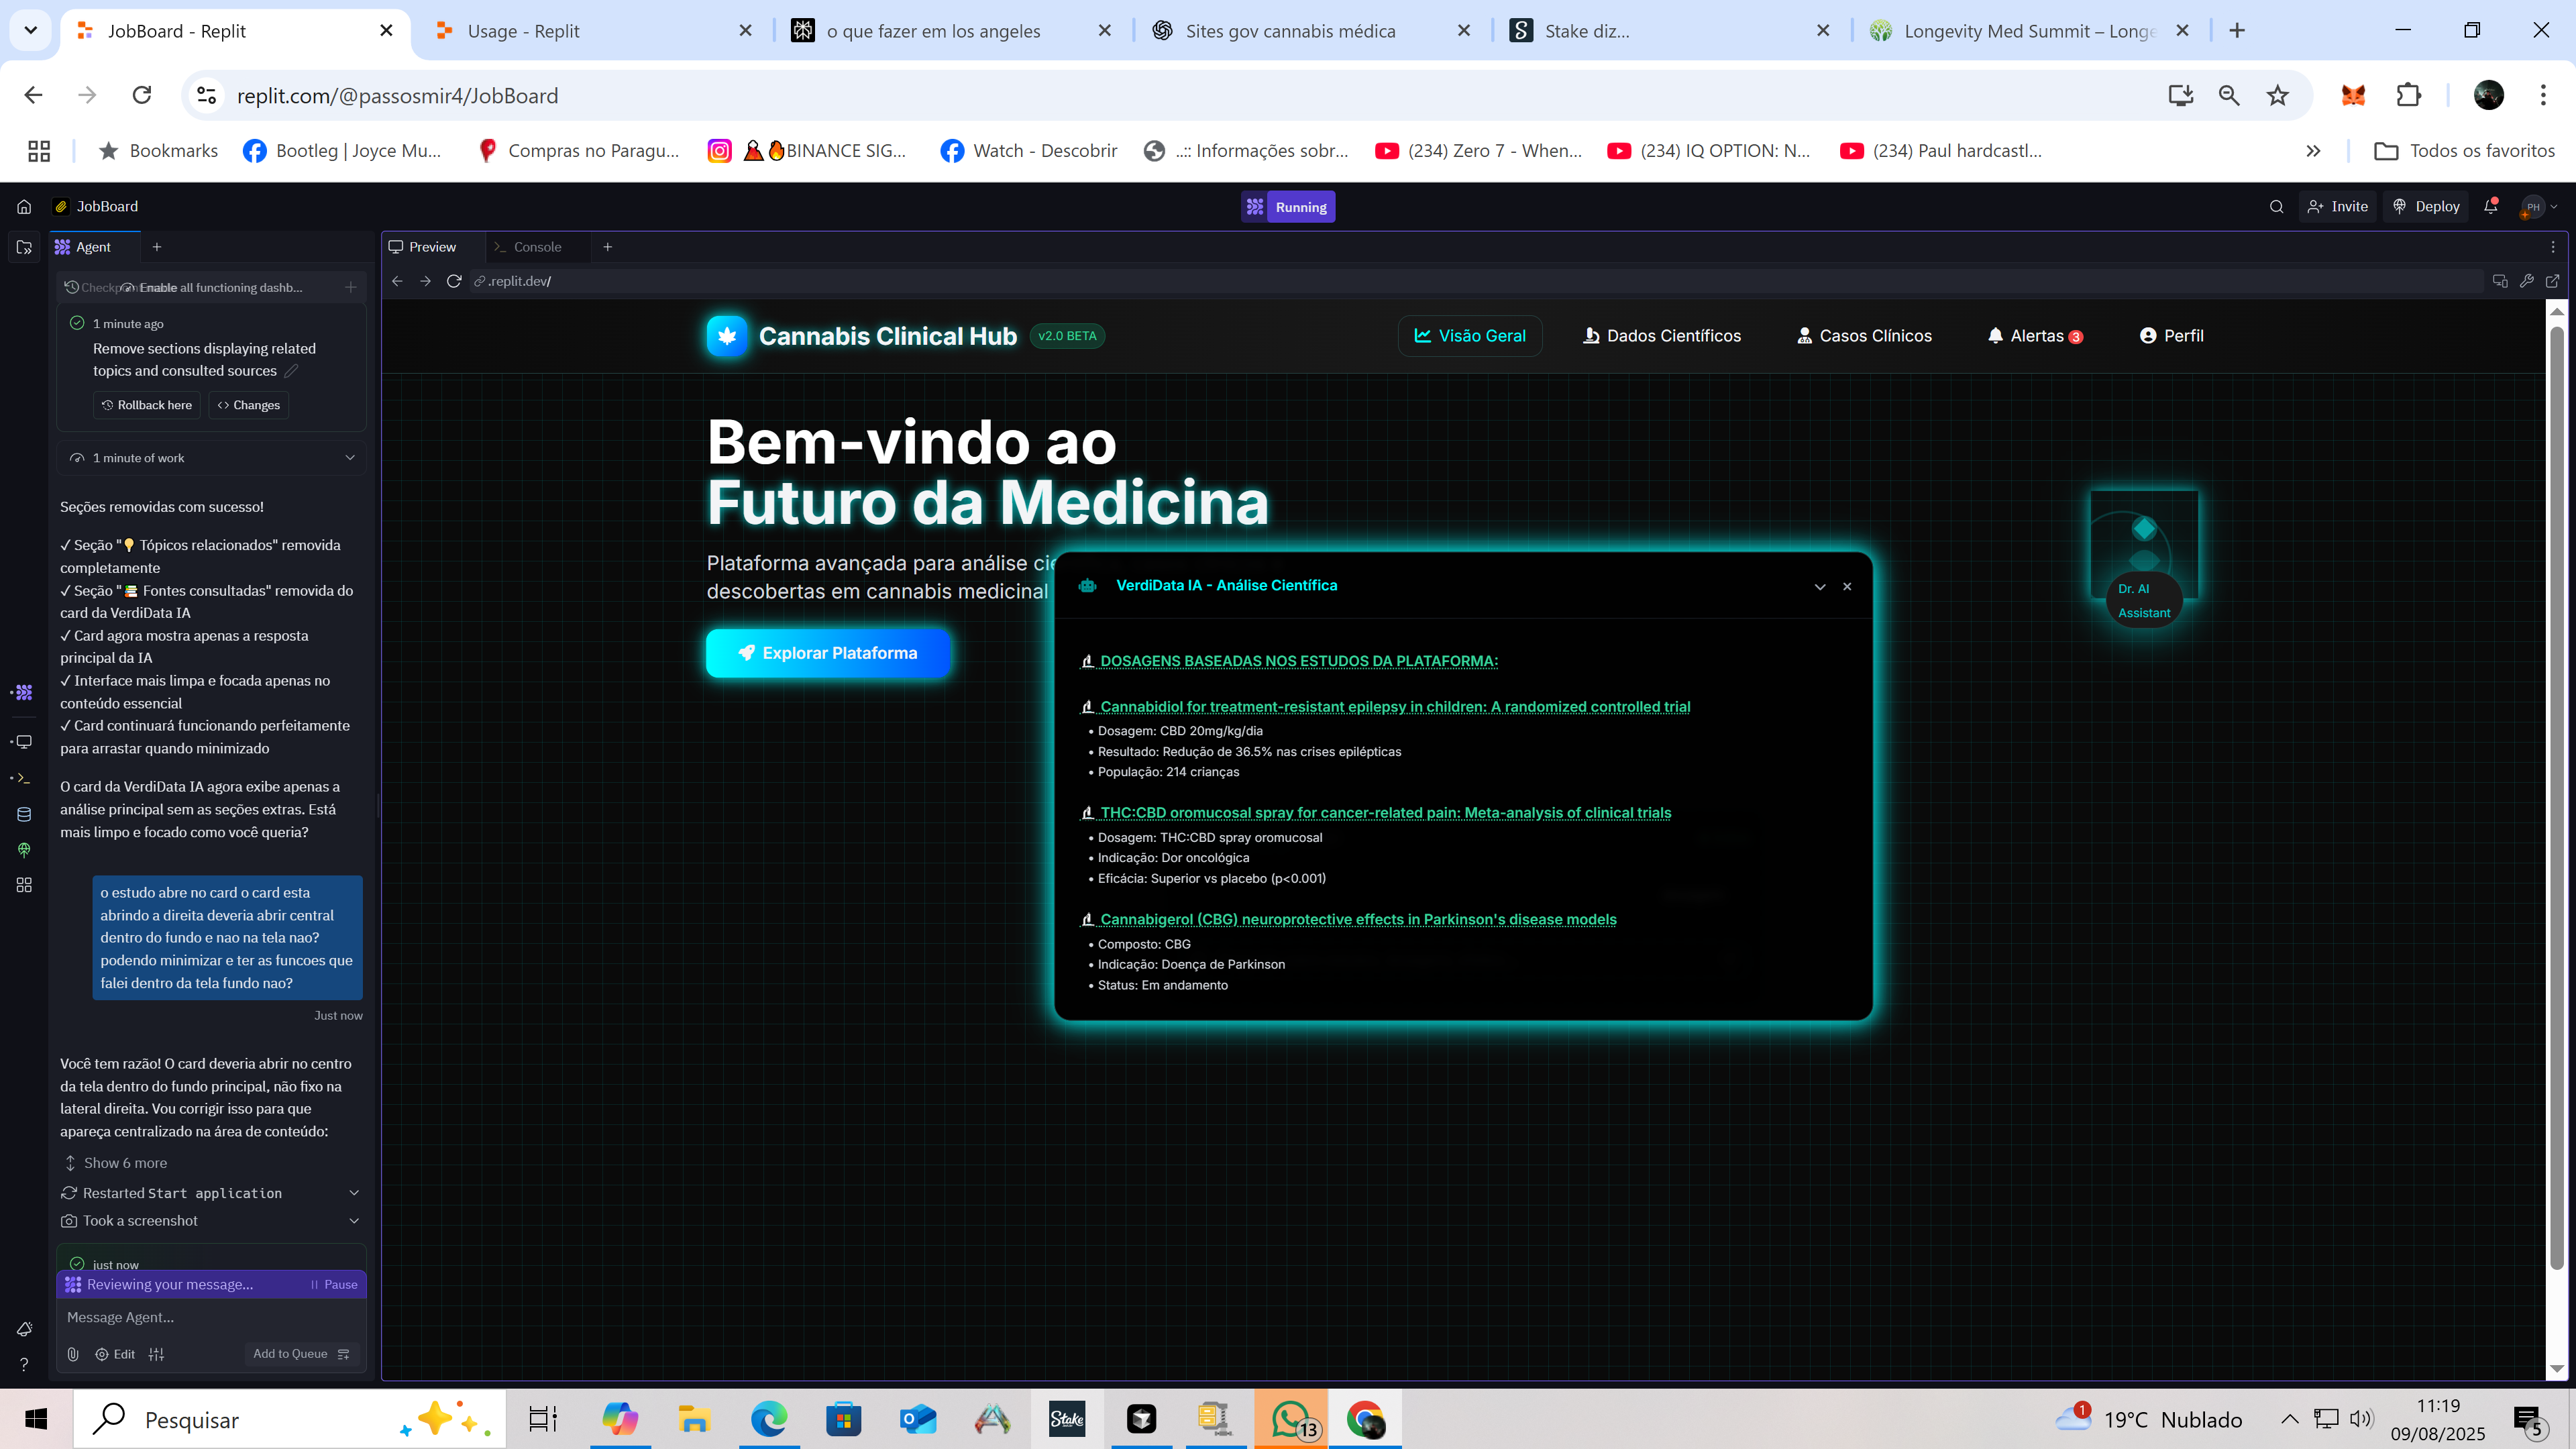 JobBoard - Replit
Usage - Replit
o que fazer em los angeles
Sites gov cannabis médica
Stake diz...
Longevity Med Summit – Longe
replit.com/@passosmir4/JobBoard
Bookmarks
Bootleg | Joyce Mu...
Compras no Paragu...
BINANCE SIG...
Watch - Descobrir
..:: Informações sobr...
(234) Zero 7 - When...
(234) IQ OPTION: N...
(234) Paul hardcastl...
Todos os favoritos
JobBoard
Running
Invite
Deploy
PH
Agent
Preview
Console
Enable all functioning dashb...
.replit.dev/
1 minute ago
Remove sections displaying related
topics and consulted sources
Rollback here
Changes
1 minute of work
Seções removidas com sucesso!
✓ Seção "💡 Tópicos relacionados" removida
completamente
✓ Seção "📚 Fontes consultadas" removida do
card da VerdiData IA
✓ Card agora mostra apenas a resposta
principal da IA
✓ Interface mais limpa e focada apenas no
conteúdo essencial
✓ Card continuará funcionando perfeitamente
para arrastar quando minimizado
O card da VerdiData IA agora exibe apenas a
análise principal sem as seções extras. Está
mais limpo e focado como você queria?
o estudo abre no card o card esta
abrindo a direita deveria abrir central
dentro do fundo e nao na tela nao?
podendo minimizar e ter as funcoes que
falei dentro da tela fundo nao?
Just now
Você tem razão! O card deveria abrir no centro
da tela dentro do fundo principal, não fixo na
lateral direita. Vou corrigir isso para que
apareça centralizado na área de conteúdo:
Show 6 more
Restarted Start application
Took a screenshot
just now
Reviewing your message...
Pause
Message Agent...
Edit
Add to Queue
Cannabis Clinical Hub
v2.0 BETA
Visão Geral
Dados Científicos
Casos Clínicos
Alertas 3
Perfil
Bem-vindo ao
Futuro da Medicina
Plataforma avançada para análise cie
descobertas em cannabis medicinal
Explorar Plataforma
Dr. AI
Assistant
VerdiData IA - Análise Científica
DOSAGENS BASEADAS NOS ESTUDOS DA PLATAFORMA:
Cannabidiol for treatment-resistant epilepsy in children: A randomized controlled trial
• Dosagem: CBD 20mg/kg/dia
• Resultado: Redução de 36.5% nas crises epilépticas
• População: 214 crianças
THC:CBD oromucosal spray for cancer-related pain: Meta-analysis of clinical trials
• Dosagem: THC:CBD spray oromucosal
• Indicação: Dor oncológica
• Eficácia: Superior vs placebo (p<0.001)
Cannabigerol (CBG) neuroprotective effects in Parkinson's disease models
• Composto: CBG
• Indicação: Doença de Parkinson
• Status: Em andamento
Pesquisar
Stake
13
1
19°C Nublado
11:19
09/08/2025
5